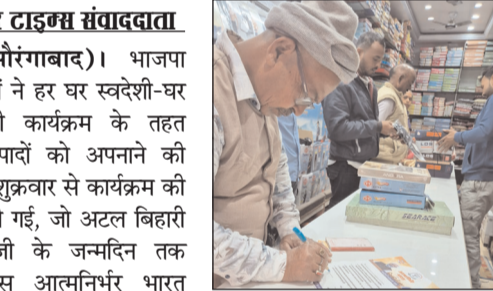 टाइम्स संवाददाता
भाजपा
ने हर घर स्वदेशी-घर
कार्यक्रम के तहत
को अपनाने की
शुक्रवार से कार्यक्रम की
गई, जो अटल बिहारी
जी के जन्मदिन तक
आत्मनिर्भर भारत